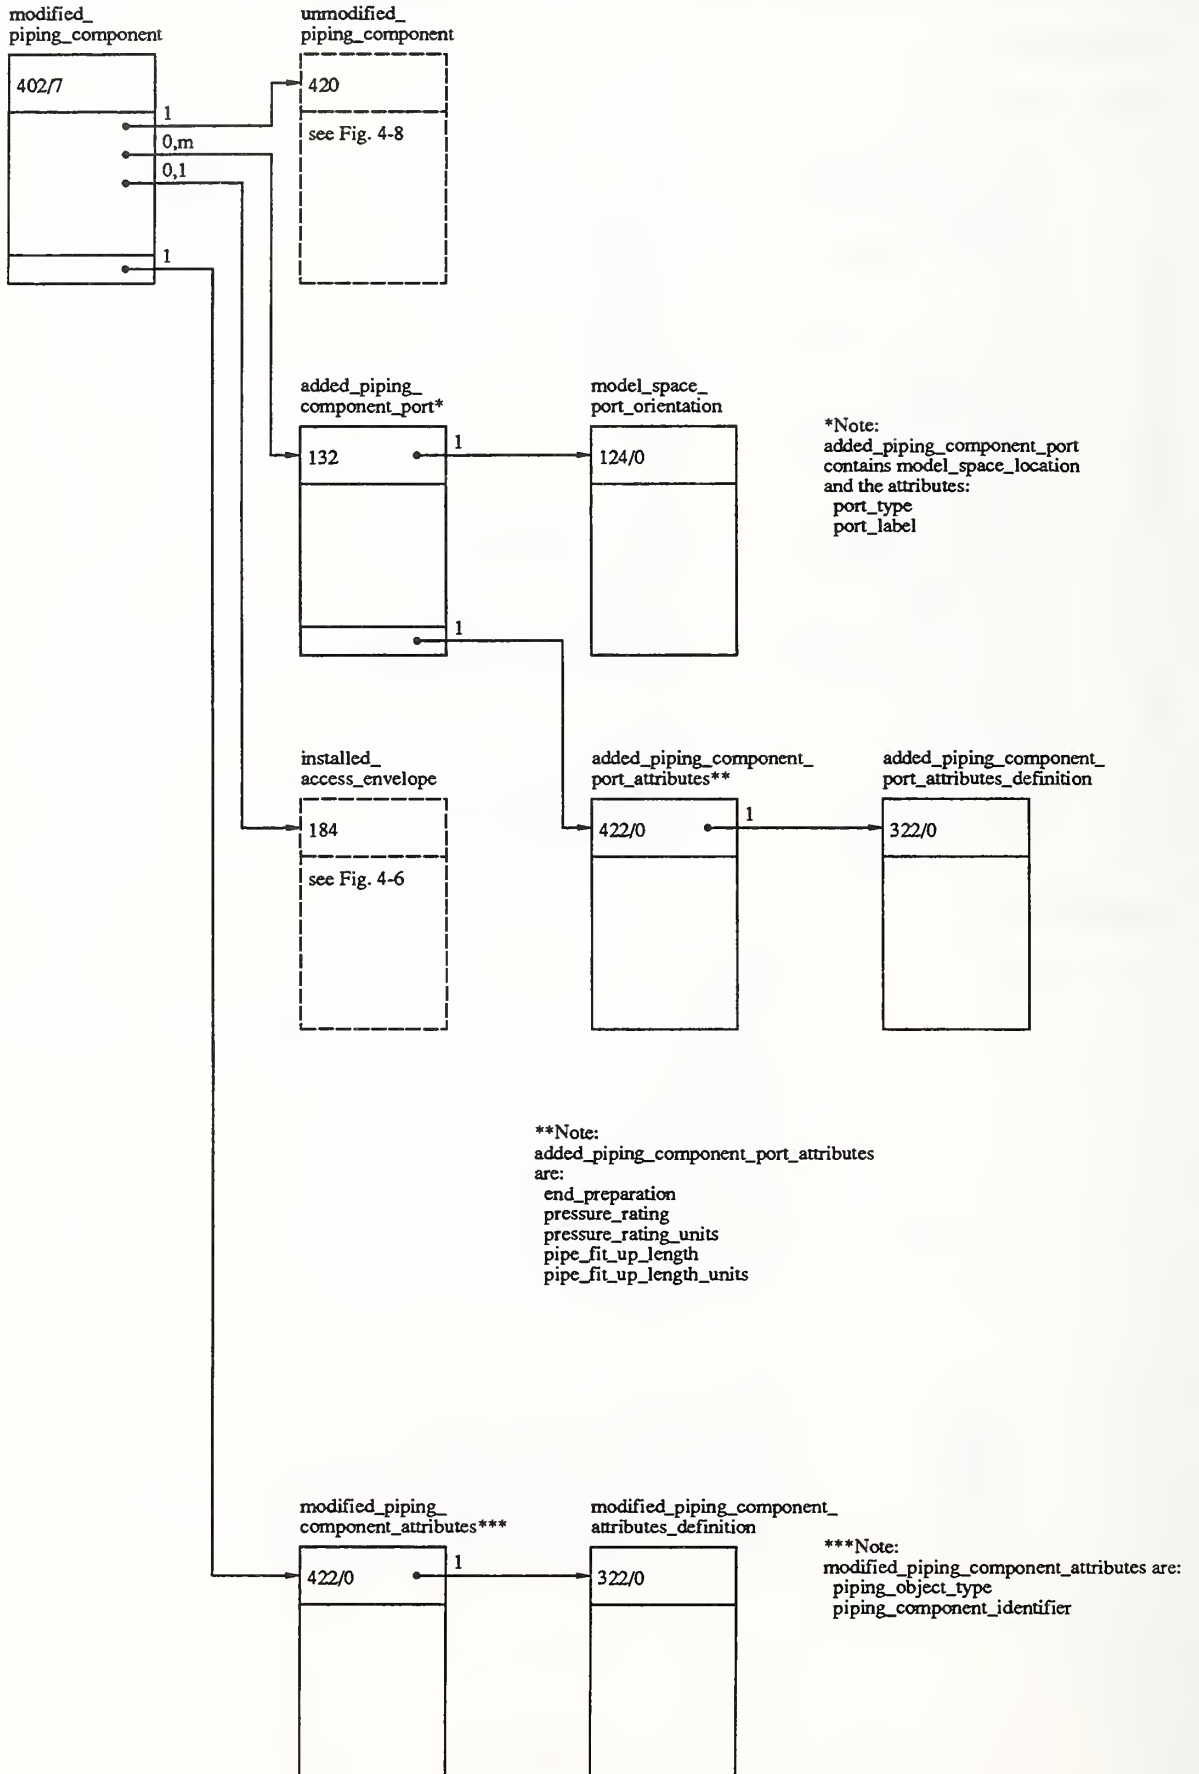 modified_
piping_component
unmodified_
piping_component
402/7
420
1
see Fig. 4-8
0,m
0,1
1
added_piping_
component_port*
model_space_
port_orientation
132
1
124/0
*Note:
added_piping_component_port
contains model_space_location
and the attributes:
port_type
port_label
1
installed_
access_envelope
added_piping_component_
port_attributes**
added_piping_component_
port_attributes_definition
184
422/0
1
322/0
see Fig. 4-6
**Note:
added_piping_component_port_attributes
are:
end_preparation
pressure_rating
pressure_rating_units
pipe_fit_up_length
pipe_fit_up_length_units
modified_piping_
component_attributes***
modified_piping_component_
attributes_definition
422/0
1
322/0
***Note:
modified_piping_component_attributes are:
piping_object_type
piping_component_identifier